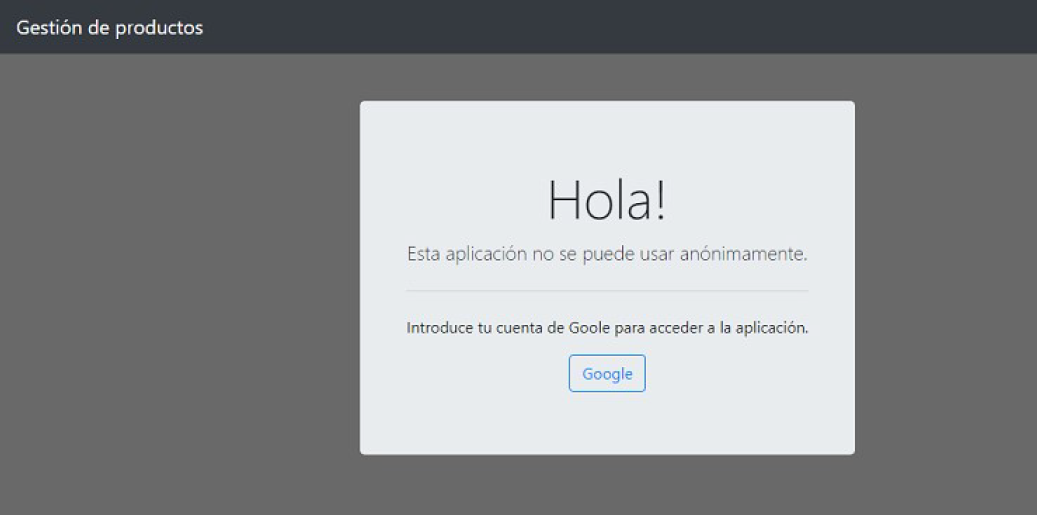 Gestión de productos
Hola!
Esta aplicación no se puede usar anónimamente.
Introduce tu cuenta de Goole para acceder a la aplicación.
Google